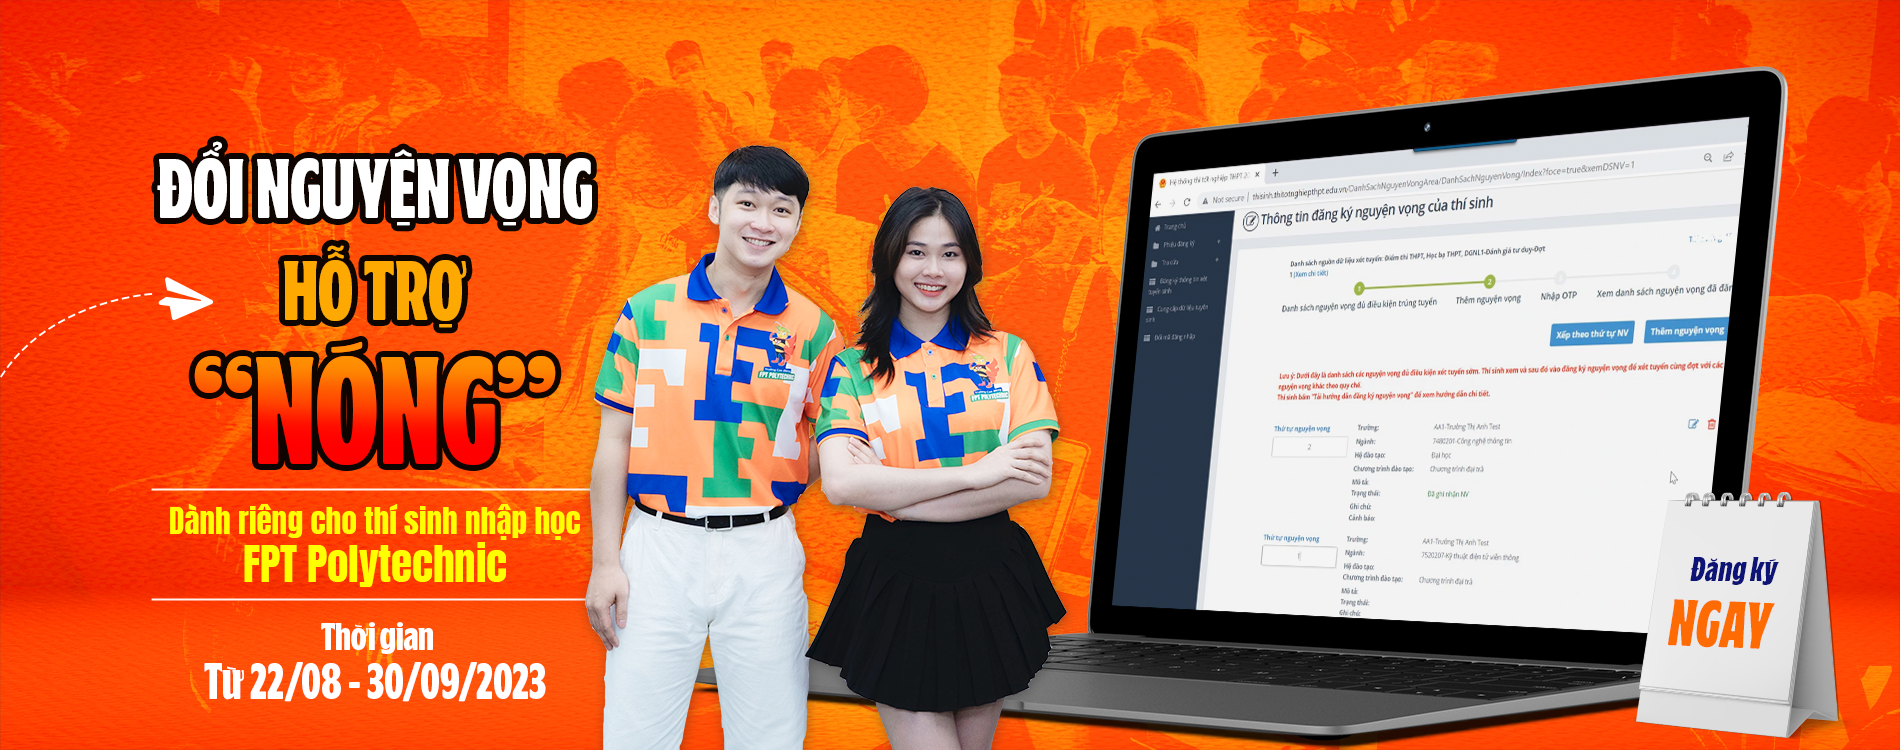 ĐỔI NGUYỆN VỌNG
HỖ TRỢ
“NÓNG”
Dành riêng cho thí sinh nhập học
FPT Polytechnic
Thời gian
Từ 22/08 - 30/09/2023
FPT POLYTECHNIC
FPT POLYTECHNIC
Hệ thống thi tốt nghiệp THPT 20
Not secure | thisinh.thitotnghiepthpt.edu.vn/DanhSachNguyenVongArea/DanhSachNguyenVong/Index?foce=true&xemDSNV=1
Trang chủ
Phiếu đăng ký
Tra cứu
Đăng ký thông tin xét
tuyển sinh
Cung cấp dữ liệu tuyển
sinh
Đổi mã đăng nhập
Thông tin đăng ký nguyện vọng của thí sinh
Danh sách nguồn dữ liệu xét tuyển: Điểm thi THPT, Học bạ THPT, DGNL1-Đánh giá tư duy-Đợt
1 (Xem chi tiết)
1 2 3 4
Danh sách nguyện vọng đủ điều kiện trúng tuyển Thêm nguyện vọng Nhập OTP Xem danh sách nguyện vọng đã đăn
Xếp theo thứ tự NV Thêm nguyện vọng
Lưu ý: Dưới đây là danh sách các nguyện vọng đủ điều kiện xét tuyển sớm. Thí sinh xem và sau đó vào đăng ký nguyện vọng để xét tuyển cùng đợt với các
nguyện vọng khác theo quy chế.
Thí sinh bấm "Tải hướng dẫn đăng ký nguyện vọng" để xem hướng dẫn chi tiết.
Thứ tự nguyện vọng
2
Trường: AA1-Trường Thị Anh Test
Ngành: 7480201-Công nghệ thông tin
Hệ đào tạo: Đại học
Chương trình đào tạo: Chương trình đại trà
Mô tả:
Trạng thái: Đã ghi nhận NV
Ghi chú:
Cảnh báo:
Thứ tự nguyện vọng
1
Trường: AA1-Trường Thị Anh Test
Ngành: 7520207-Kỹ thuật điện tử viễn thông
Hệ đào tạo:
Chương trình đào tạo: Chương trình đại trà
Mô tả:
Trạng thái:
Ghi chú:
Đăng ký
NGAY